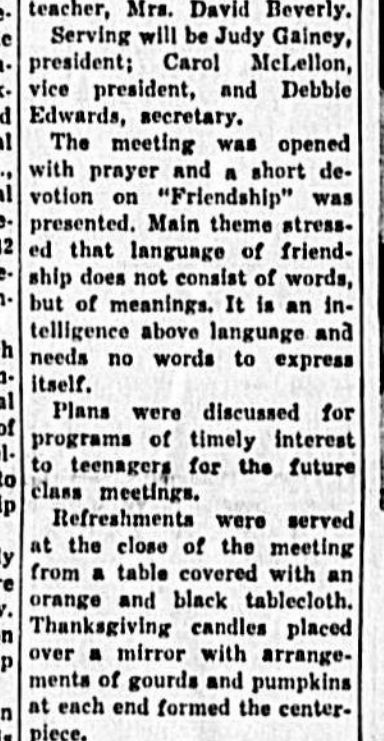 teacher, Mrs. David Beverly.
Serving will be Judy Gainey,
president; Carol McLellon,
vice president, and Debbie
Edwards, secretary.
The meeting was opened
with prayer and a short de-
votion on "Friendship" was
presented. Main theme stress-
ed that language of friend-
ship does not consist of words,
but of meanings. It is an in-
telligence above language and
needs no words to express
itself.
Plans were discussed for
programs of timely interest
to teenagers for the future
class meetings.
Refreshments were served
at the close of the meeting
from a table covered with an
orange and black tablecloth.
Thanksgiving candles placed
over a mirror with arrange-
ments of gourds and pumpkins
at each end formed the center-
piece.